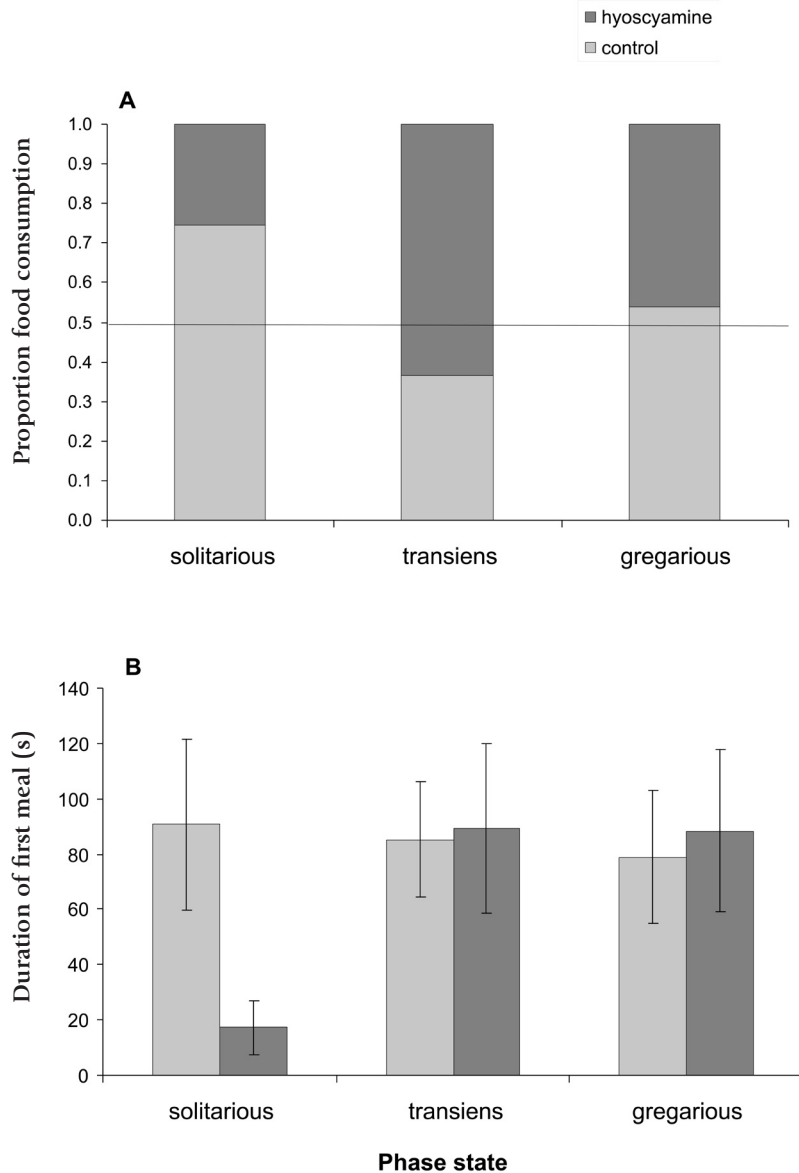 hyoscyamine
control
A
Proportion food consumption
1.0
0.9
0.8
0.7
0.6
0.5
0.4
0.3
0.2
0.1
0.0
solitarious transiens gregarious
B
Duration of first meal (s)
140
120
100
80
60
40
20
0
solitarious transiens gregarious
Phase state